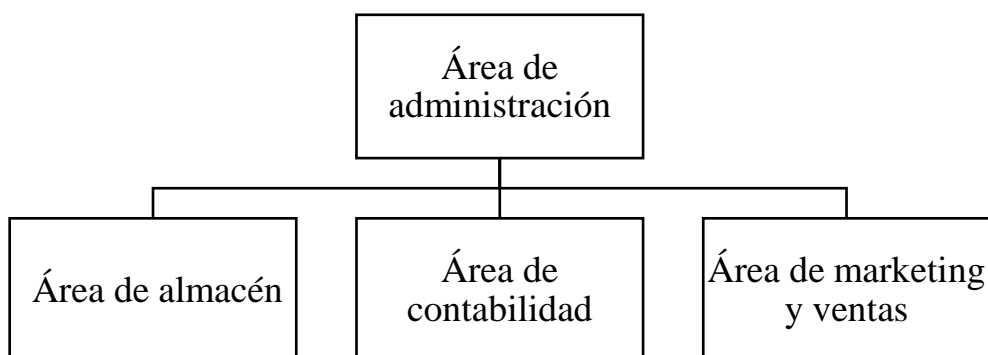 Área de
administración
Área de almacén
Área de
contabilidad
Área de marketing
y ventas